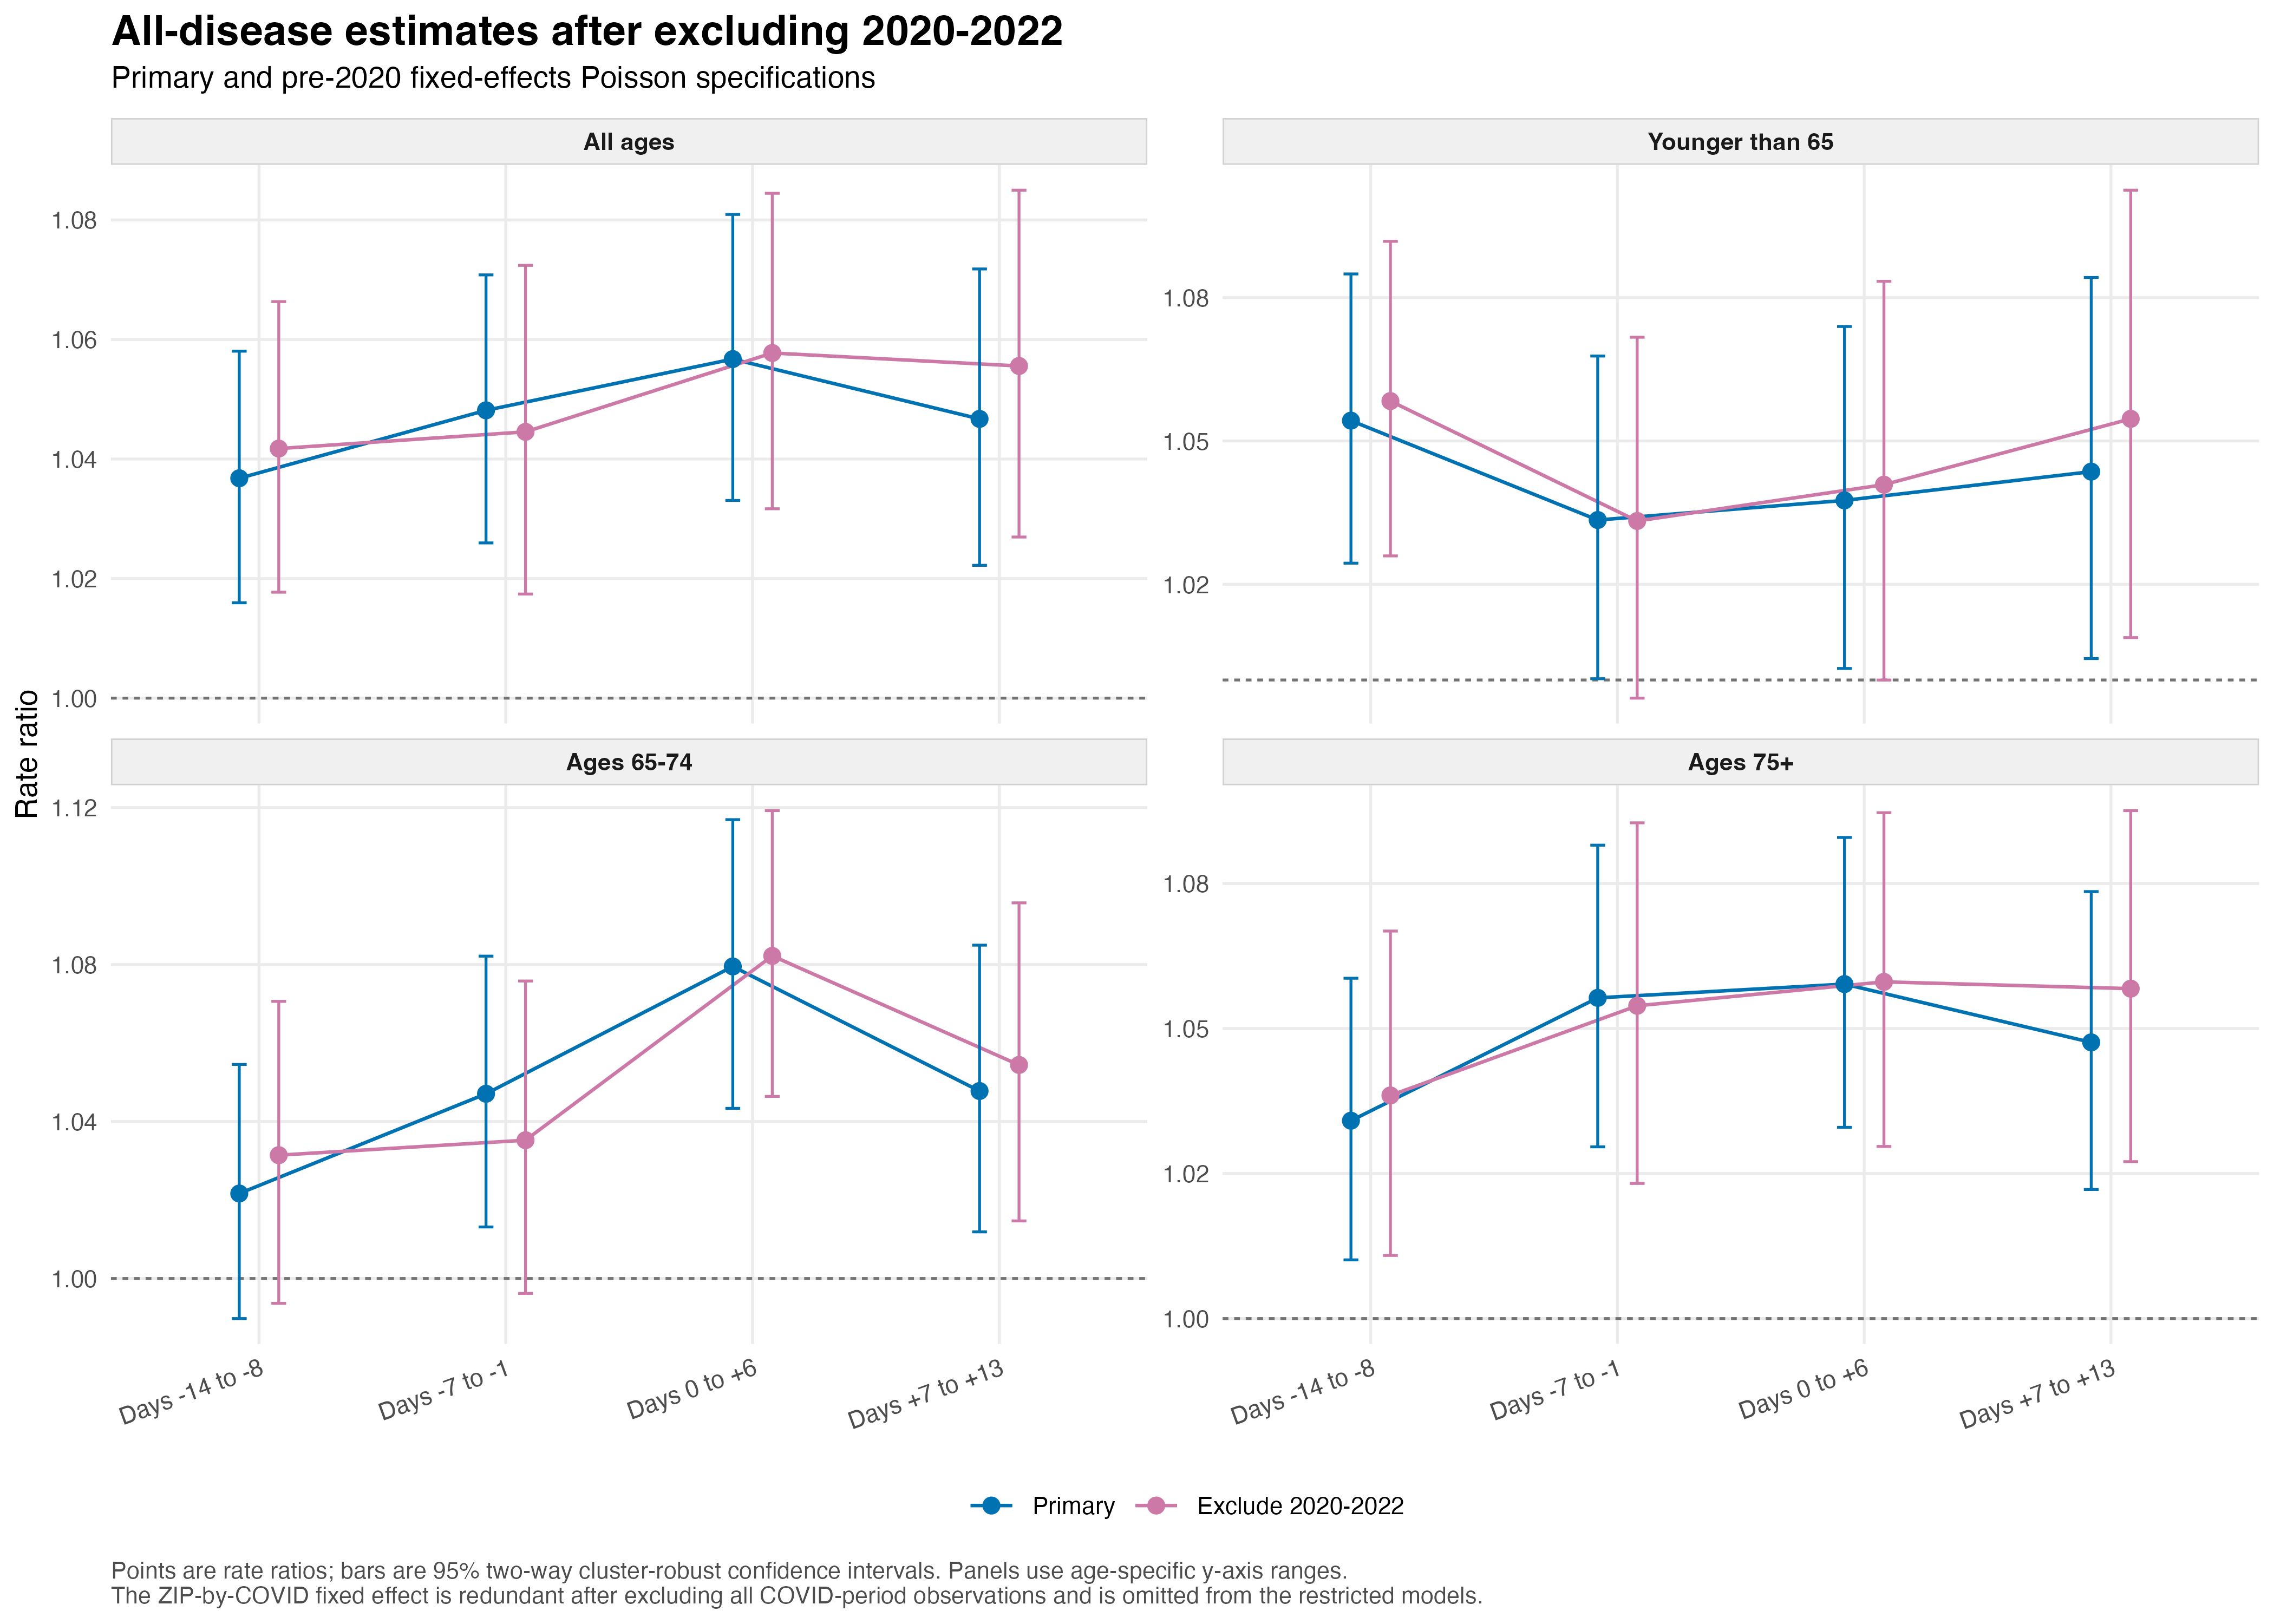 All-disease estimates after excluding 2020-2022
Primary and pre-2020 fixed-effects Poisson specifications
Rate ratio
All ages
1.08
1.06
1.04
1.02
1.00
Younger than 65
1.08
1.05
1.02
Ages 65-74
1.12
1.08
1.04
1.00
Days -14 to -8
Days -7 to -1
Days 0 to +6
Days +7 to +13
Ages 75+
1.08
1.05
1.02
1.00
Days -14 to -8
Days -7 to -1
Days 0 to +6
Days +7 to +13
Primary
Exclude 2020-2022
Points are rate ratios; bars are 95% two-way cluster-robust confidence intervals. Panels use age-specific y-axis ranges.
The ZIP-by-COVID fixed effect is redundant after excluding all COVID-period observations and is omitted from the restricted models.